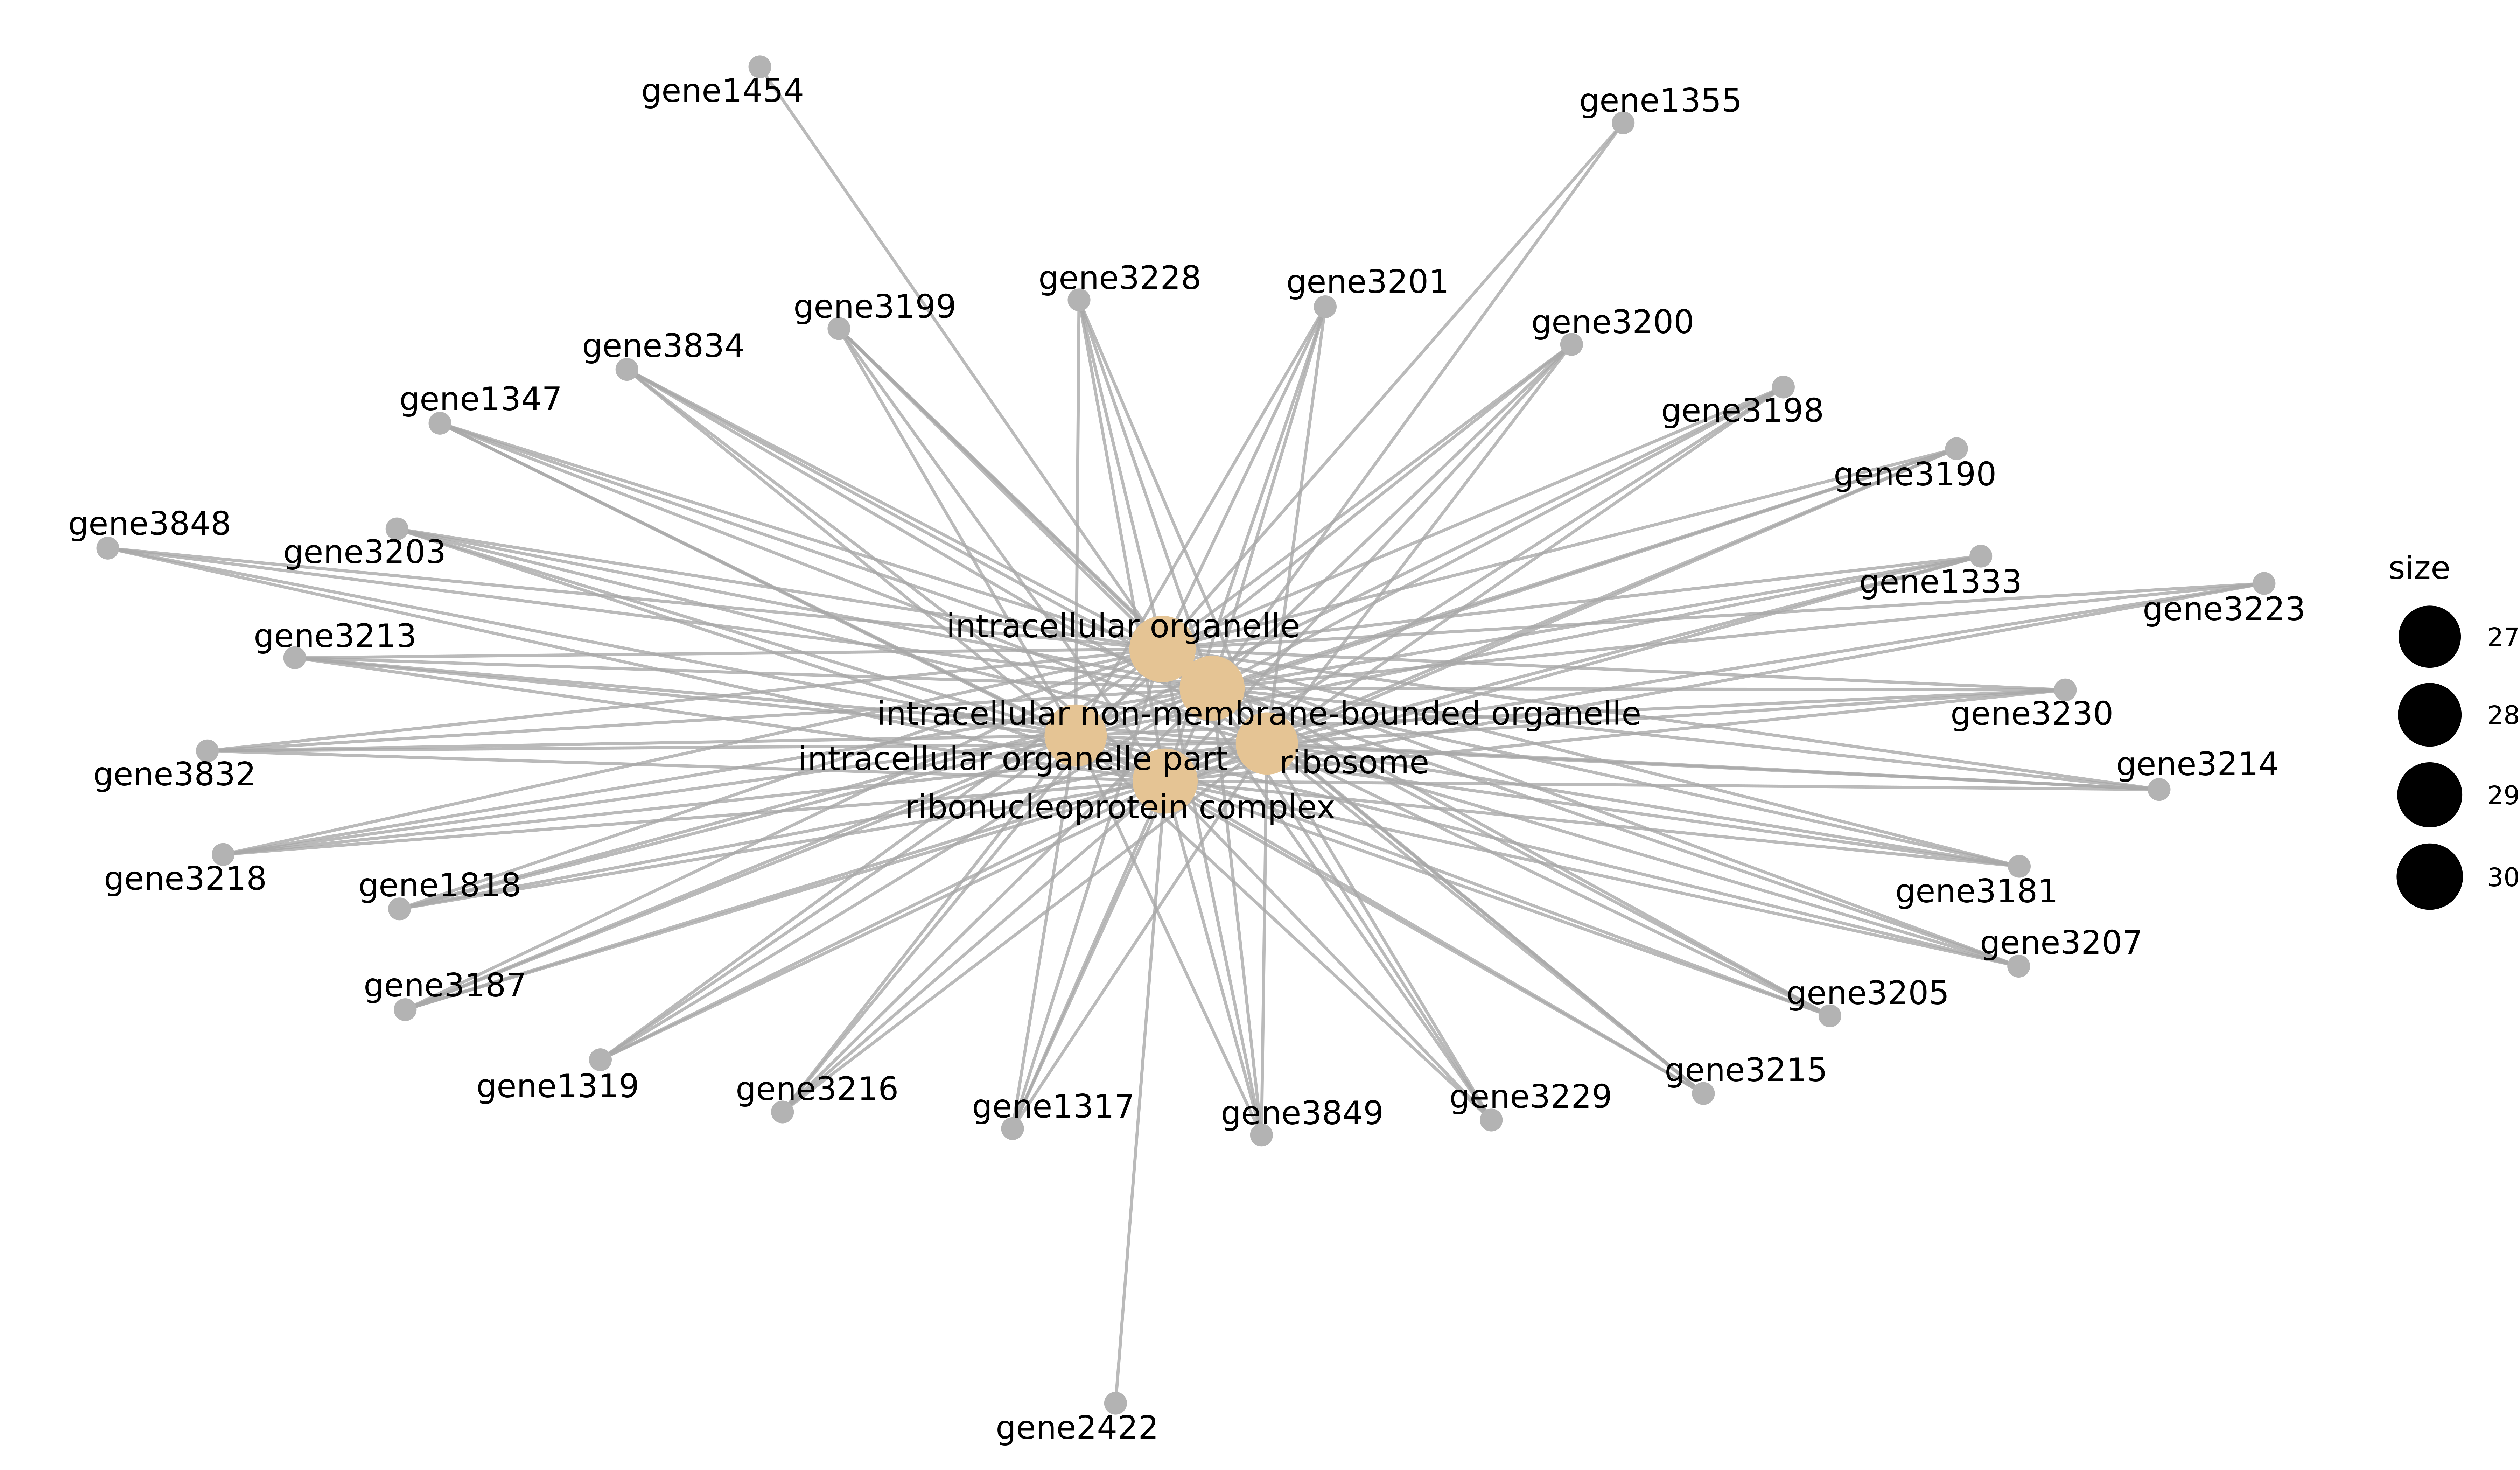 gene1454
gene1355
gene3228
gene3201
gene3199
gene3200
gene3834
gene1347
gene3198
gene3190
gene3848
gene3203
gene1333
gene3223
size
intracellular organelle
gene3213
27
intracellular non-membrane-bounded organelle
gene3230
28
intracellular organelle part
ribosome
gene3214
gene3832
29
ribonucleoprotein complex
gene3218
gene1818
gene3181
30
gene3207
gene3187
gene3205
gene3215
gene1319
gene3216
gene3229
gene1317
gene3849
gene2422